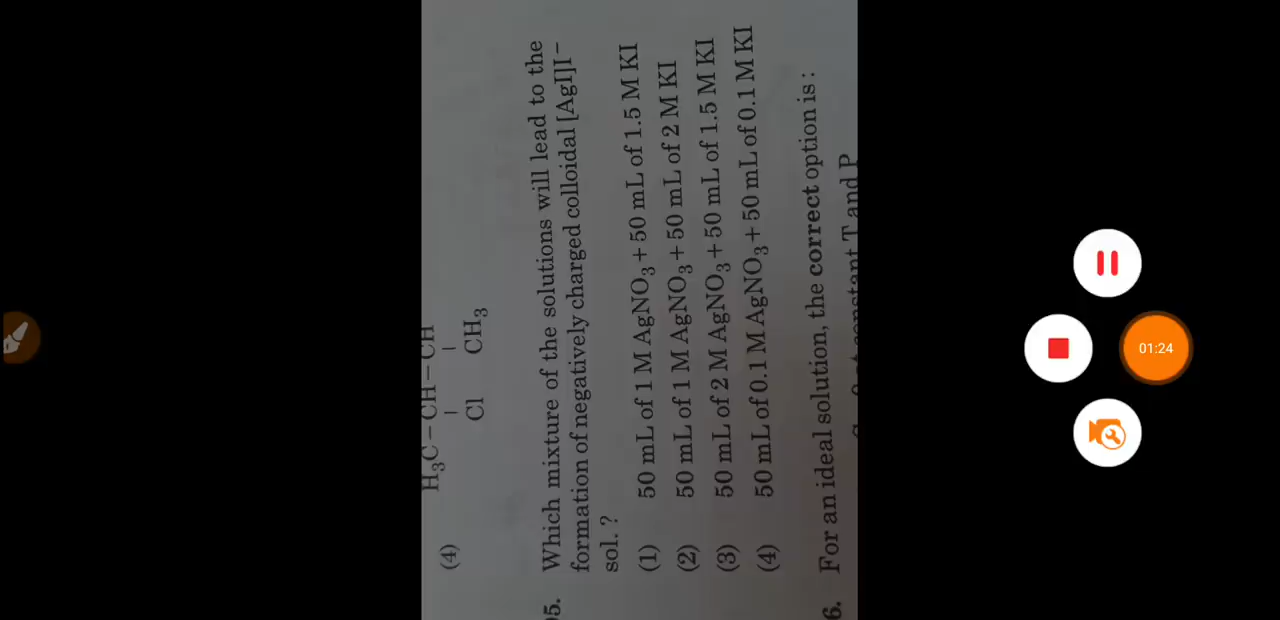 H₃C – CH – CH
| |
(4) Cl CH₃
5. Which mixture of the solutions will lead to the
formation of negatively charged colloidal [AgI]I–
sol. ?
(1) 50 mL of 1 M AgNO₃ + 50 mL of 1.5 M KI
(2) 50 mL of 1 M AgNO₃ + 50 mL of 2 M KI
(3) 50 mL of 2 M AgNO₃ + 50 mL of 1.5 M KI
(4) 50 mL of 0.1 M AgNO₃ + 50 mL of 0.1 M KI
6. For an ideal solution, the correct option is :
constant T and P
01:24